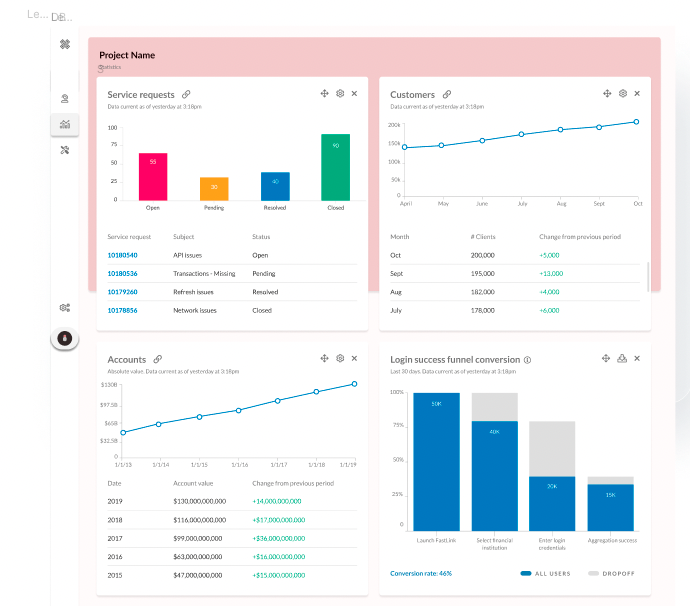 Le... DB...
Project Name
Statistics
Service requests
Data current as of yesterday at 3:18pm
100
75
50
25
0
55
30
40
90
Open Pending Resolved Closed
Service request Subject Status
10180540 API issues Open
10180536 Transactions - Missing Pending
10179260 Refresh issues Resolved
10178856 Network issues Closed
Customers
Data current as of yesterday at 3:18pm
200k
150k
100k
50k
0
April May June July Aug Sept Oct
Month # Clients Change from previous period
Oct 200,000 +5,000
Sept 195,000 +13,000
Aug 182,000 +4,000
July 178,000 +6,000
Accounts
Absolute value. Data current as of yesterday at 3:18pm
$130B
$97.5B
$65B
$32.5B
0
1/1/13 1/1/14 1/1/15 1/1/16 1/1/17 1/1/18 1/1/19
Date Account value Change from previous period
2019 $130,000,000,000 +14,000,000,000
2018 $116,000,000,000 +$17,000,000,000
2017 $99,000,000,000 +$36,000,000,000
2016 $63,000,000,000 +$16,000,000,000
2015 $47,000,000,000 +$15,000,000,000
Login success funnel conversion
Last 30 days. Data current as of yesterday at 3:18pm
100%
75%
50%
25%
0
50K
40K
20K
15K
Launch FastLink Select financial institution Enter login credentials Aggregation success
Conversion rate: 46% ALL USERS DROPOFF